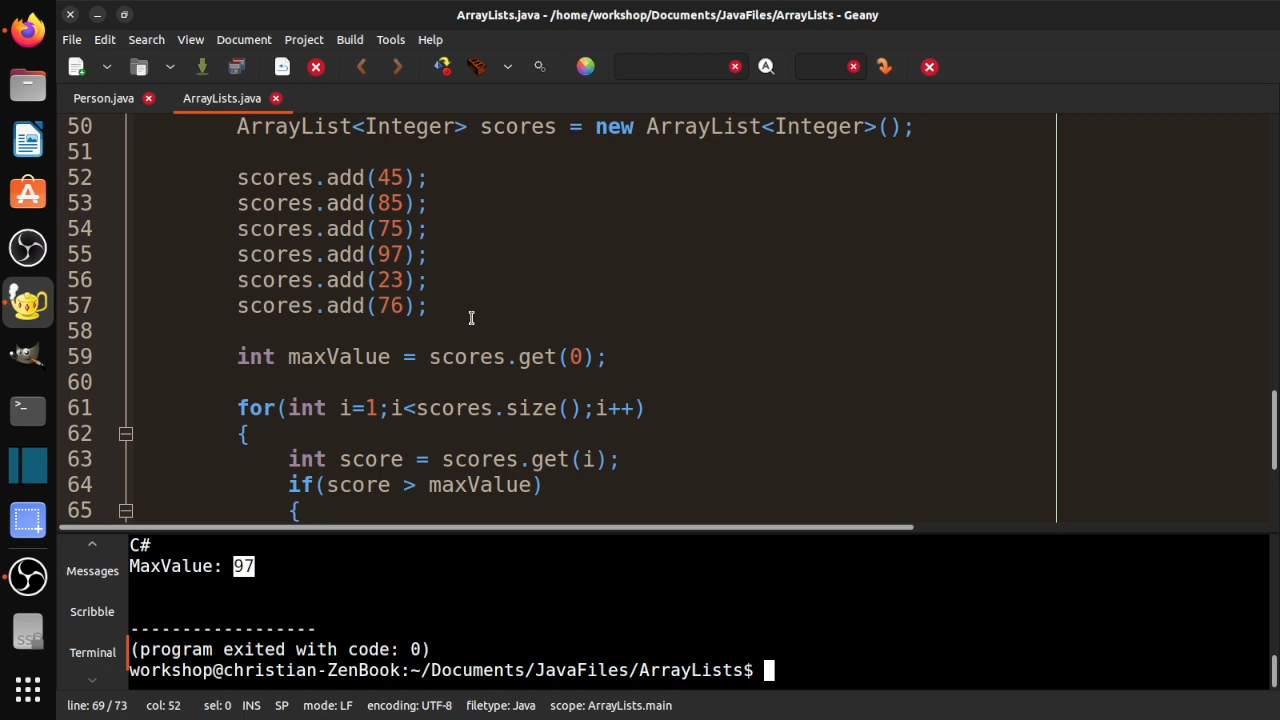 ArrayLists.java - /home/workshop/Documents/JavaFiles/ArrayLists - Geany
File Edit Search View Document Project Build Tools Help
Person.java ArrayLists.java
50 ArrayList<Integer> scores = new ArrayList<Integer>();
51
52 scores.add(45);
53 scores.add(85);
54 scores.add(75);
55 scores.add(97);
56 scores.add(23);
57 scores.add(76);
58
59 int maxValue = scores.get(0);
60
61 for(int i=1;i<scores.size();i++)
62 {
63 int score = scores.get(i);
64 if(score > maxValue)
65 {
Messages
Scribble
Terminal
C#
MaxValue: 97
------------------
(program exited with code: 0)
workshop@christian-ZenBook:~/Documents/JavaFiles/ArrayLists$
line: 69 / 73 col: 52 sel: 0 INS SP mode: LF encoding: UTF-8 filetype: Java scope: ArrayLists.main